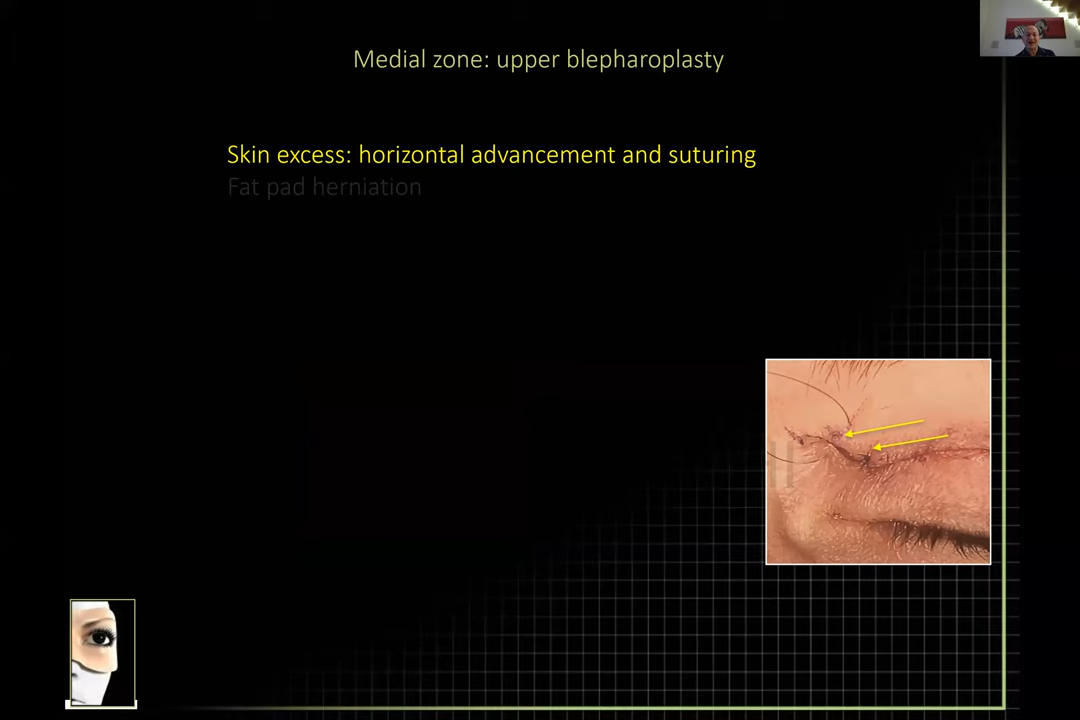 Medial zone: upper blepharoplasty
Skin excess: horizontal advancement and suturing
Fat pad herniation